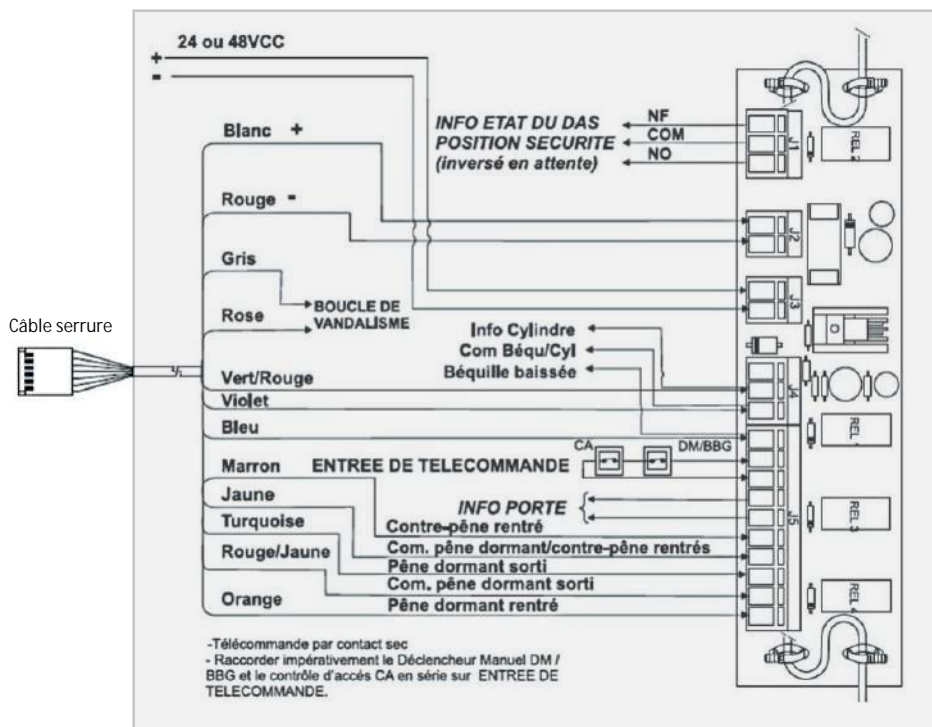 24 ou 48VCC
+
-
Blanc +
INFO ETAT DU DAS
POSITION SECURITE
(inversé en attente)
NF
COM
NO
J1
REL 2
Rouge -
J2
Gris
BOUCLE DE
VANDALISME
Rose
J3
Câble serrure
Info Cylindre
Com Béqu/Cyl
Béquille baissée
Vert/Rouge
Violet
J4
Bleu
REL 1
CA
DM/BBG
Marron
ENTREE DE TELECOMMANDE
Jaune
INFO PORTE
J5
REL 3
Turquoise
Contre-pêne rentré
Rouge/Jaune
Com. pêne dormant/contre-pêne rentrés
Pêne dormant sorti
Com. pêne dormant sorti
Orange
Pêne dormant rentré
REL 4
-Télécommande par contact sec
- Raccorder impérativement le Déclencheur Manuel DM /
BBG et le contrôle d'accés CA en série sur ENTREE DE
TELECOMMANDE.